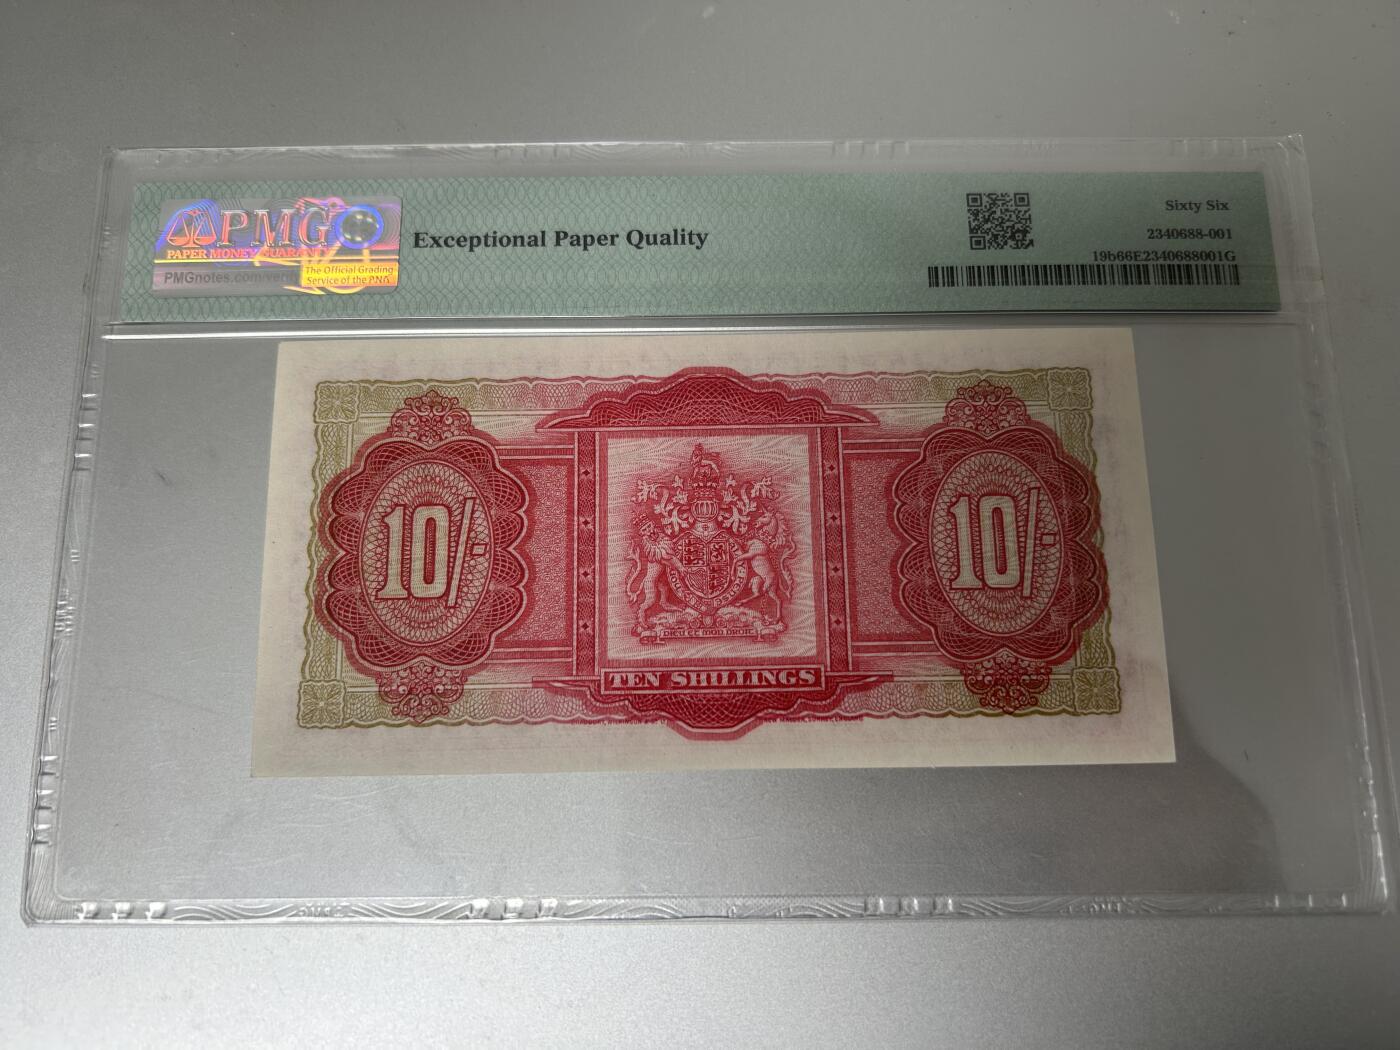 PMG
PAPER MONEY GUARANTY
PMGnotes.com/verify
The Official Grading
Service of the PNG
Exceptional Paper Quality
Sixty Six
2340688-001
19b66E2340688001G
10/-
10/-
DIEU ET MON DROIT
TEN SHILLINGS